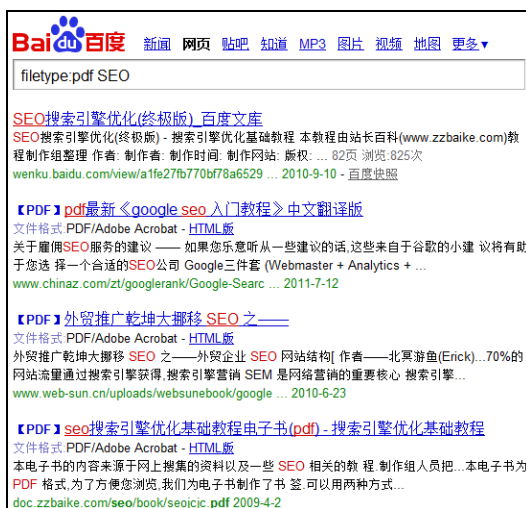 Bai du 百度 新闻 网页 贴吧 知道 MP3 图片 视频 地图 更多▼
filetype:pdf SEO
SEO搜索引擎优化(终极版)_百度文库
SEO搜索引擎优化(终极版) - 搜索引擎优化基础教程 本教程由站长百科(www.zzbaike.com)教
程制作组整理 作者: 制作者: 制作时间: 制作网站: 版权: ... 82页 浏览:825次
wenku.baidu.com/view/a1fe27fb770bf78a6529 ... 2010-9-10 - 百度快照
【PDF】pdf最新《google seo 入门教程》中文翻译版
文件格式:PDF/Adobe Acrobat - HTML版
关于雇佣SEO服务的建议 —— 如果您乐意听从一些建议的话,这些来自于谷歌的小建 议将有助
于您选 择一个合适的SEO公司 Google三件套 (Webmaster + Analytics + ...
www.chinaz.com/zt/googlerank/Google-Searc ... 2011-7-12
【PDF】外贸推广乾坤大挪移 SEO 之——
文件格式:PDF/Adobe Acrobat - HTML版
外贸推广乾坤大挪移 SEO 之——外贸企业 SEO 网站结构[ 作者——北冥游鱼(Erick)...70%的
网站流量通过搜索引擎获得,搜索引擎营销 SEM 是网络营销的重要核心 搜索引擎...
www.web-sun.cn/uploads/websunebook/google ... 2010-6-23
【PDF】seo搜索引擎优化基础教程电子书(pdf) - 搜索引擎优化基础教程
文件格式:PDF/Adobe Acrobat - HTML版
本电子书的内容来源于网上搜集的资料以及一些 SEO 相关的教 程.制作组人员把...本电子书为
PDF 格式,为了方便您浏览,我们为电子书制作了书 签.可以用两种方式...
doc.zzbaike.com/seo/book/seojcjc.pdf 2009-4-2